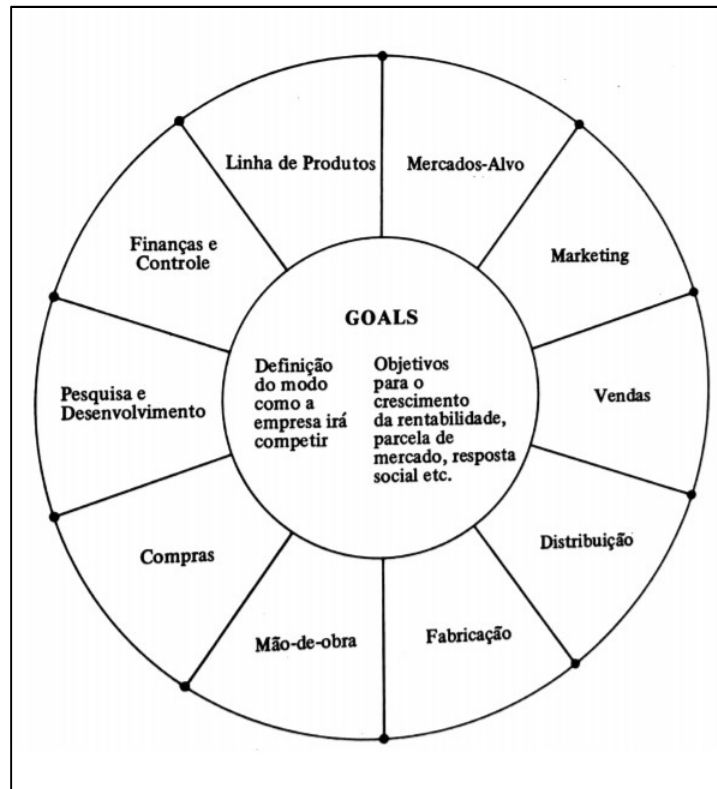 Linha de Produtos
Mercados-Alvo
Finanças e
Controle
Marketing
GOALS
Definição
do modo
como a
empresa irá
competir
Objetivos
para o
crescimento
da rentabilidade,
parcela de
mercado, resposta
social etc.
Pesquisa e
Desenvolvimento
Vendas
Compras
Distribuição
Mão-de-obra
Fabricação